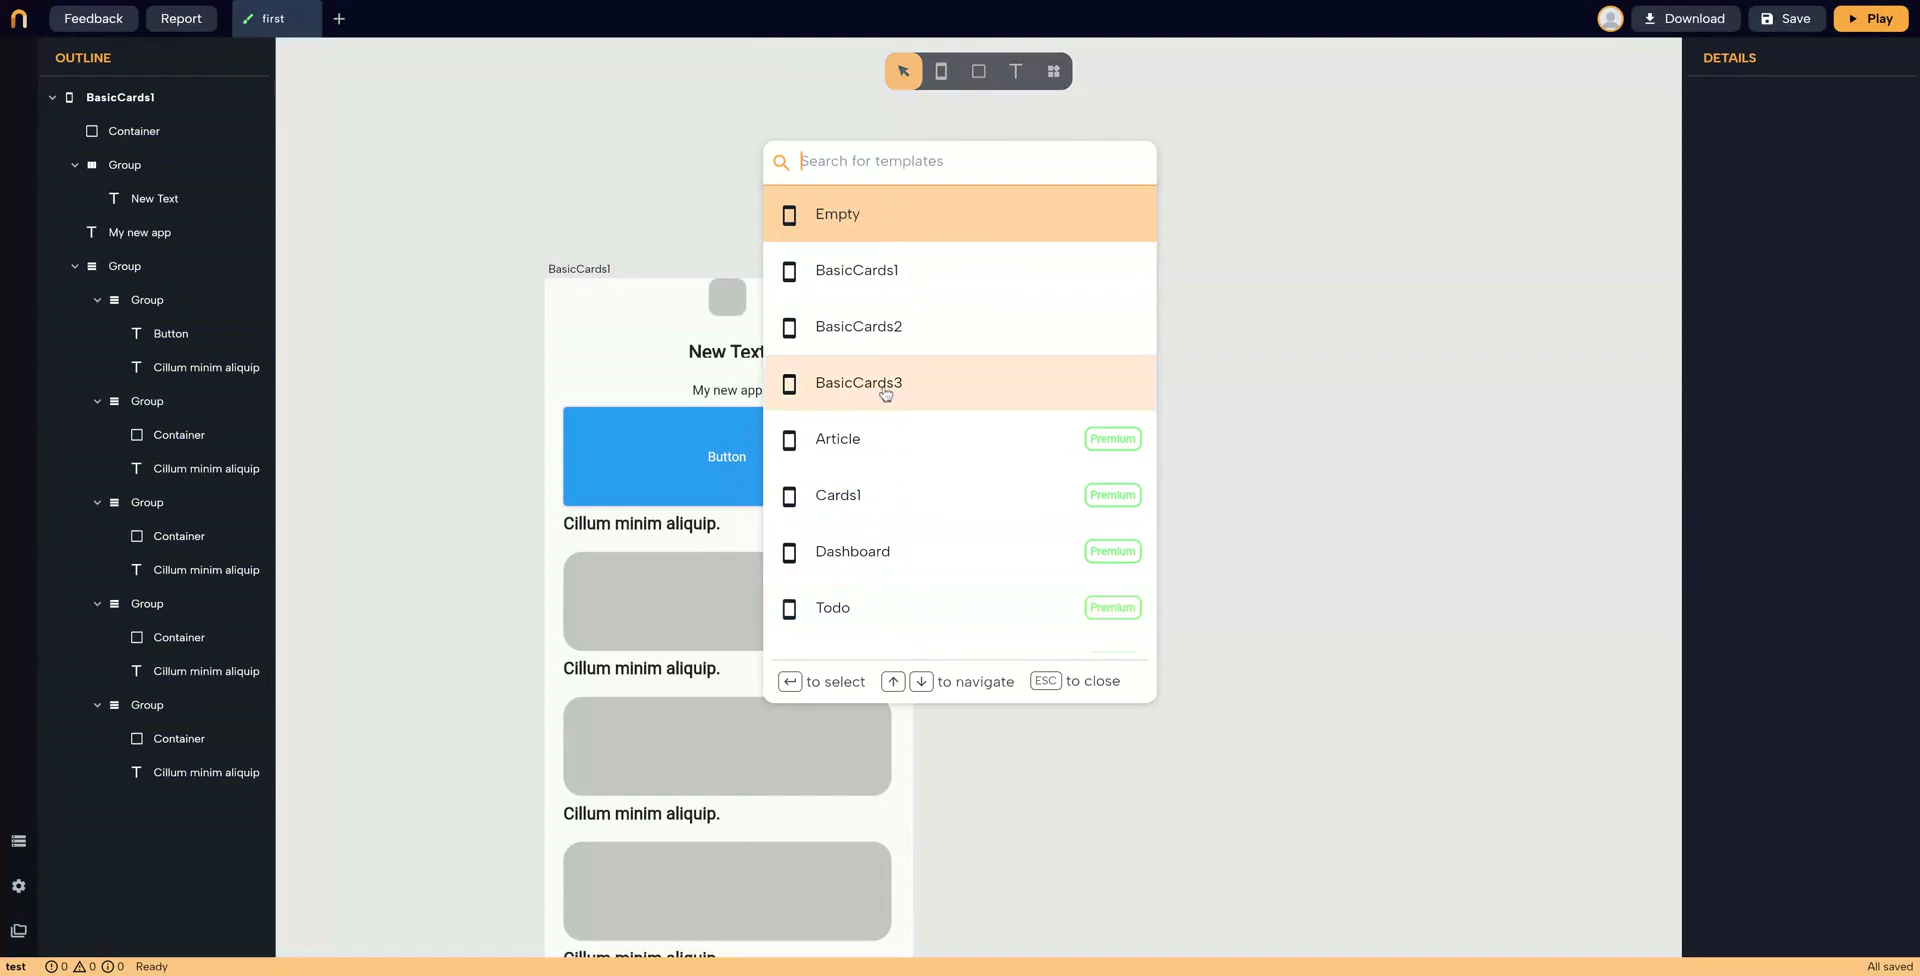 Feedback
Report
first
Download
Save
Play
OUTLINE
BasicCards1
Container
Group
New Text
My new app
Group
Group
Button
Cillum minim aliquip
Group
Container
Cillum minim aliquip
Group
Container
Cillum minim aliquip
Group
Container
Cillum minim aliquip
Group
Container
Cillum minim aliquip
BasicCards1
New Text
My new app
Button
Cillum minim aliquip.
Cillum minim aliquip.
Cillum minim aliquip.
Cillum minim aliquip.
Search for templates
Empty
BasicCards1
BasicCards2
BasicCards3
Article Premium
Cards1 Premium
Dashboard Premium
Todo Premium
to select
to navigate
ESC to close
DETAILS
test
0 0 0 Ready
All saved